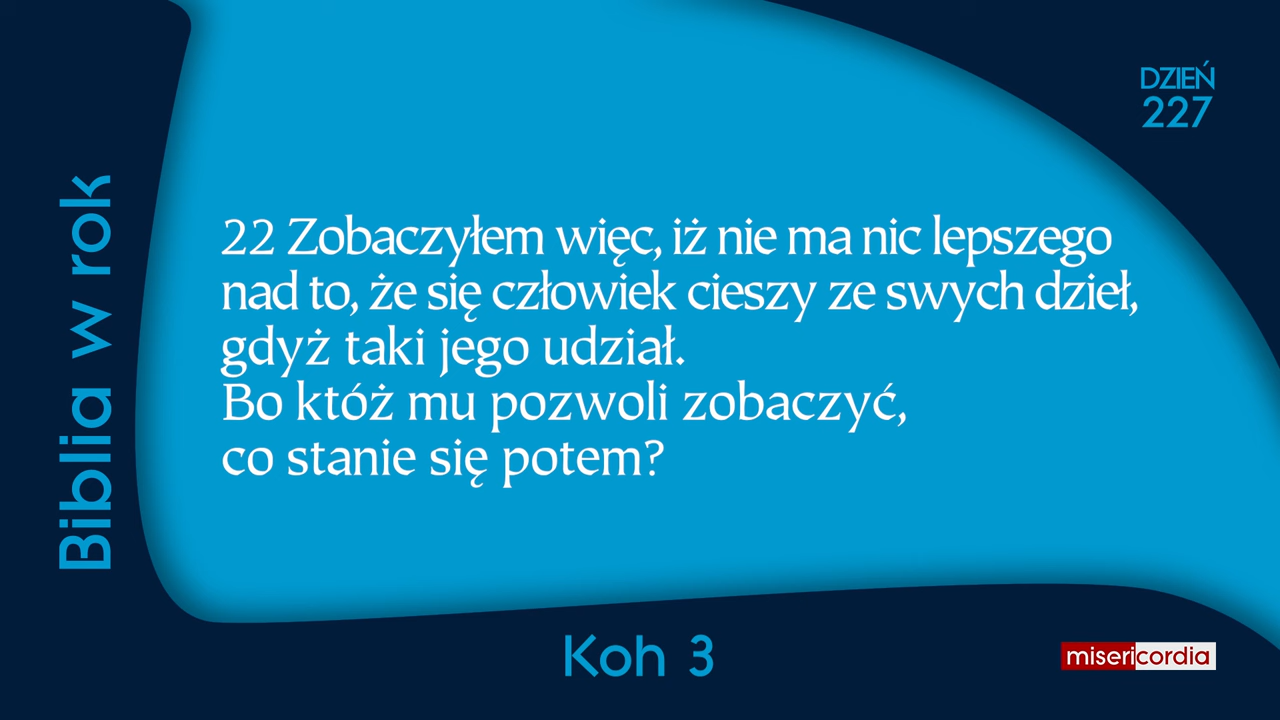 DZIEŃ
227
Biblia w rok
22 Zobaczyłem więc, iż nie ma nic lepszego
nad to, że się człowiek cieszy ze swych dzieł,
gdyż taki jego udział.
Bo któż mu pozwoli zobaczyć,
co stanie się potem?
Koh 3
misericordia